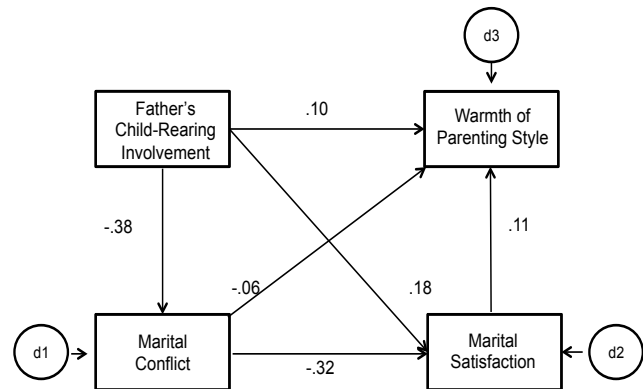 d3
Father's
Child-Rearing
Involvement
.10
Warmth of
Parenting Style
-.38
.11
-.06
.18
d1
Marital
Conflict
-.32
Marital
Satisfaction
d2